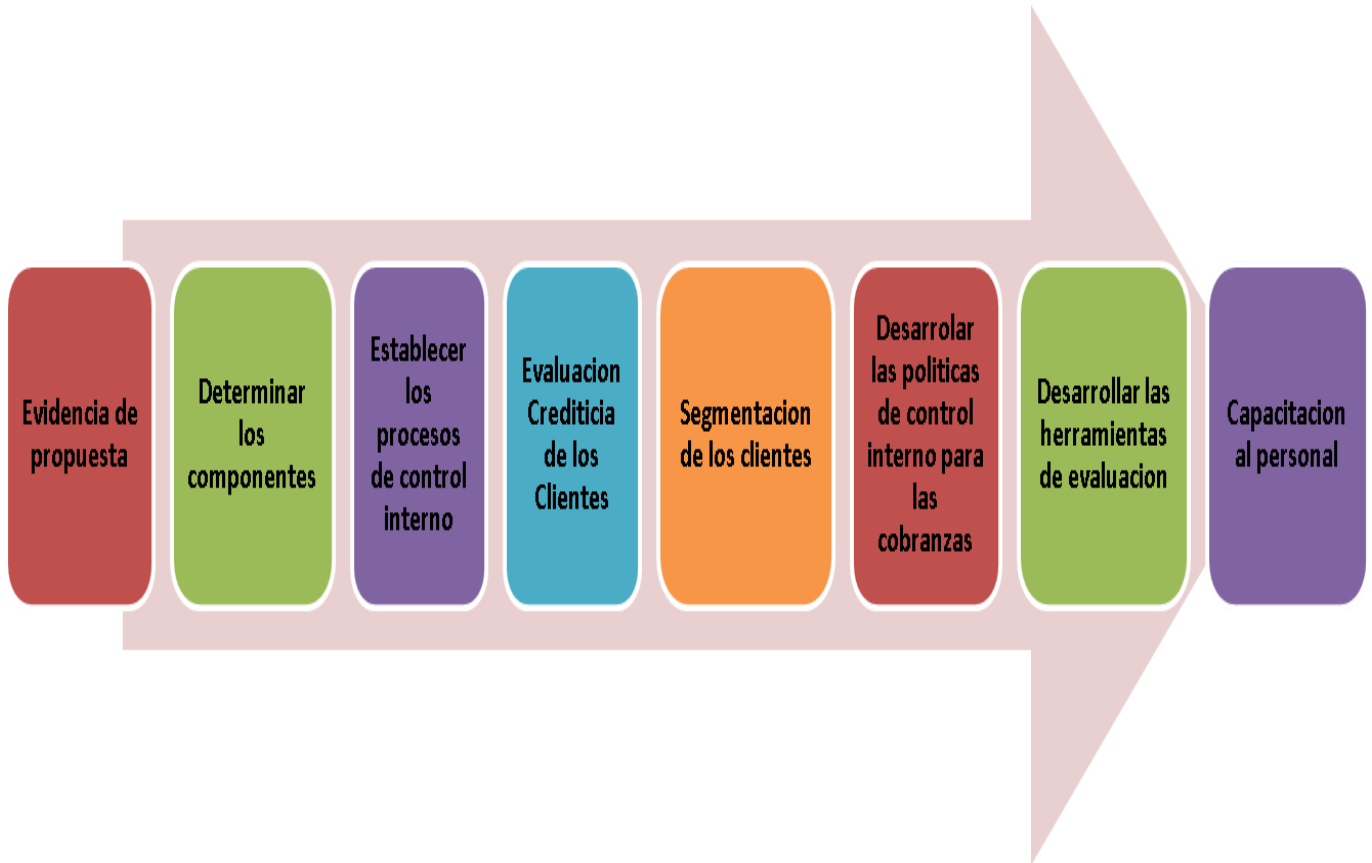 Evidencia de
propuesta
Determinar
los
componentes
Establecer
los
procesos
de control
interno
Evaluacion
Crediticia
de los
Clientes
Segmentacion
de los clientes
Desarrolar
las politicas
de control
interno para
las
cobranzas
Desarrollar las
herramientas
de evaluacion
Capacitacion
al personal